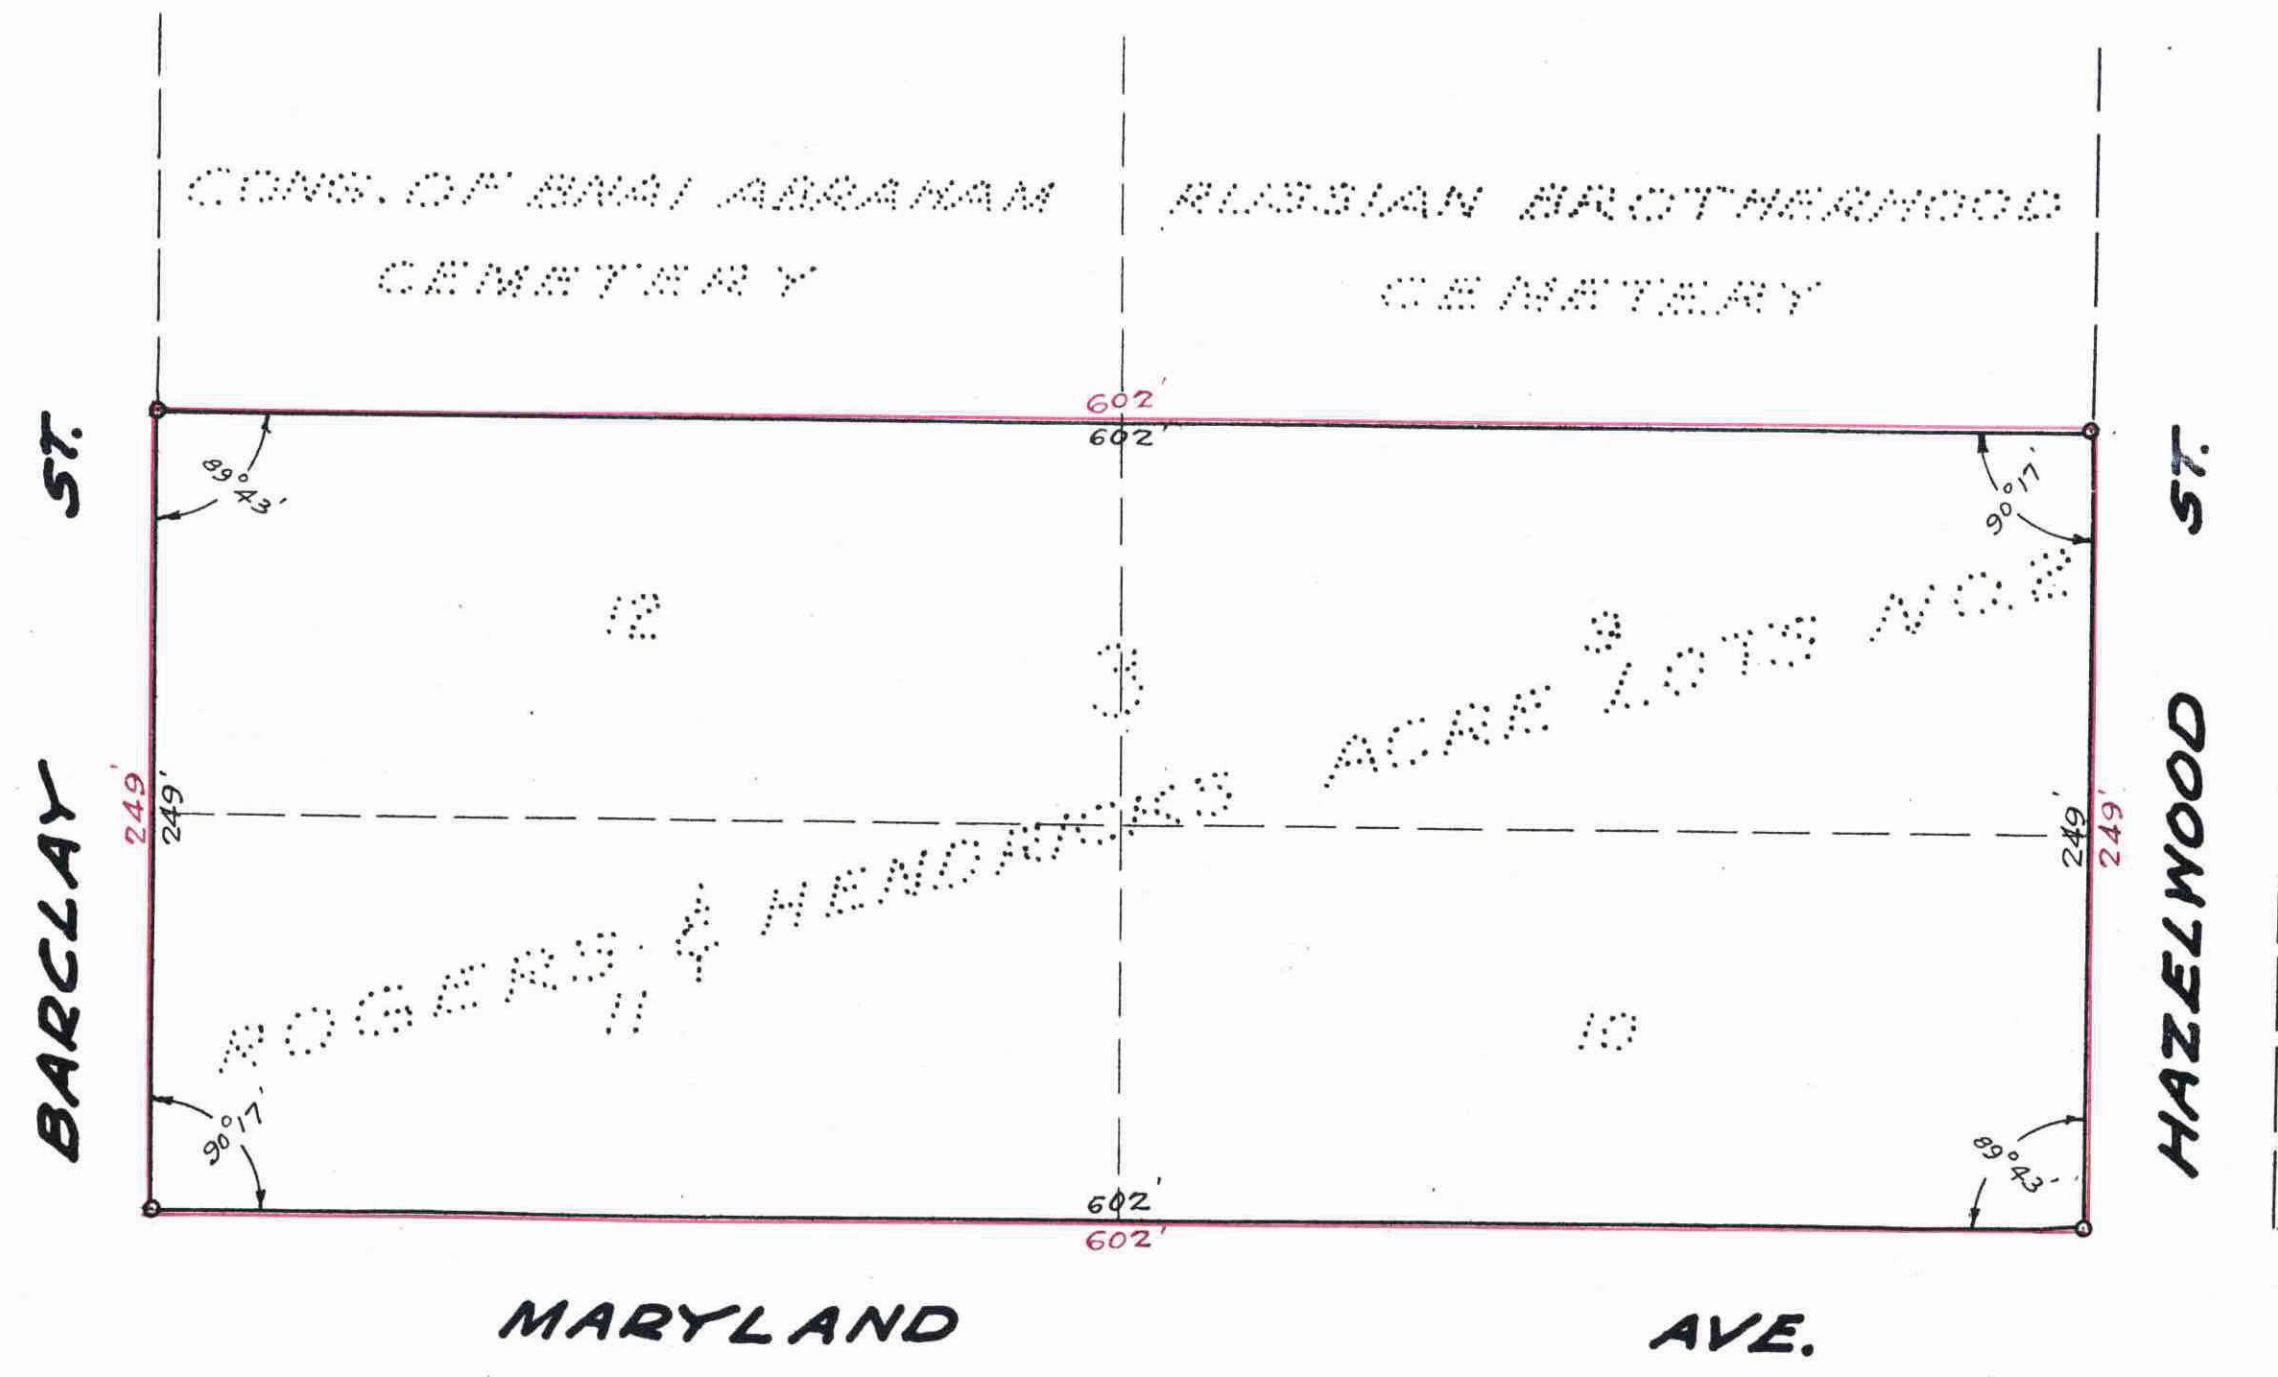 CONS. OF BNAI ABRAHAM
CEMETERY
RUSSIAN BROTHERHOOD
CEMETERY
602'
602'
89°43'
90°17'
BARCLAY ST.
HAZELWOOD ST.
12
3
9
ROGERS & HENDRICKS ACRE LOTS NO. 2
249'
249'
249'
249'
11
10
90°17'
89°43'
602'
602'
MARYLAND AVE.